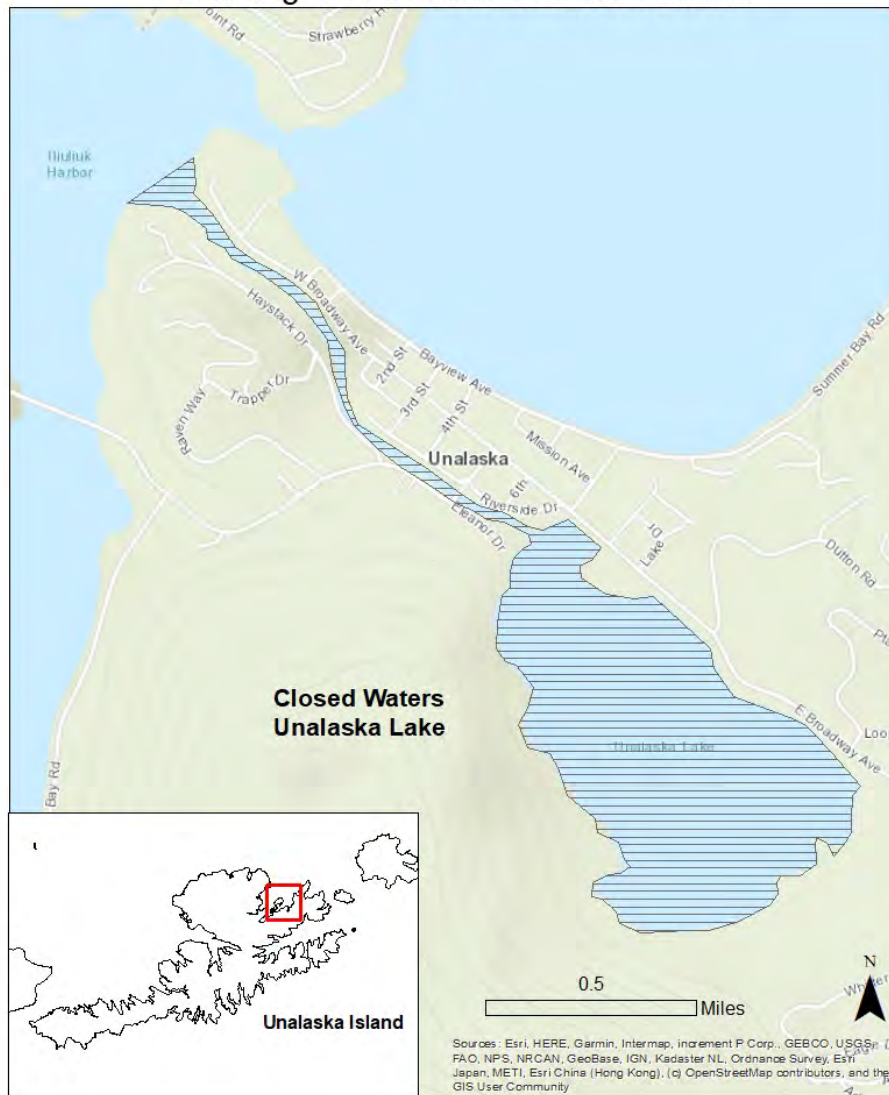 Strawberry H
oint Rd
Iliuliuk
Harbor
W Broadway Ave
Haystack Dr
2nd St
Bayview Ave
Summer Bay Rd
Trapper Dr
3rd St
4th St
Raven Way
Mission Ave
Unalaska
6th
Riverside Dr
Eleanor Dr
Lake Dr
Dutton Rd
Closed Waters
Unalaska Lake
Unalaska Lake
E Broadway Ave
Loop
Bay Rd
N
0.5
Miles
Unalaska Island
Sources: Esri, HERE, Garmin, Intermap, increment P Corp., GEBCO, USGS,
FAO, NPS, NRCAN, GeoBase, IGN, Kadaster NL, Ordnance Survey, Esri
Japan, METI, Esri China (Hong Kong), (c) OpenStreetMap contributors, and the
GIS User Community